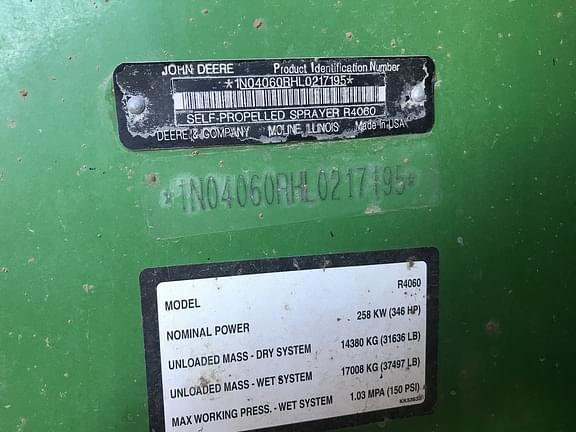 JOHN DEERE Product Identification Number
*1N04060RHL0217195*
SELF-PROPELLED SPRAYER R4060
DEERE & COMPANY MOLINE, ILLINOIS Made In USA
*1N04060RHL0217195*
MODEL R4060
NOMINAL POWER 258 KW (346 HP)
UNLOADED MASS - DRY SYSTEM 14380 KG (31636 LB)
UNLOADED MASS - WET SYSTEM 17008 KG (37497 LB)
MAX WORKING PRESS. - WET SYSTEM 1.03 MPA (150 PSI)